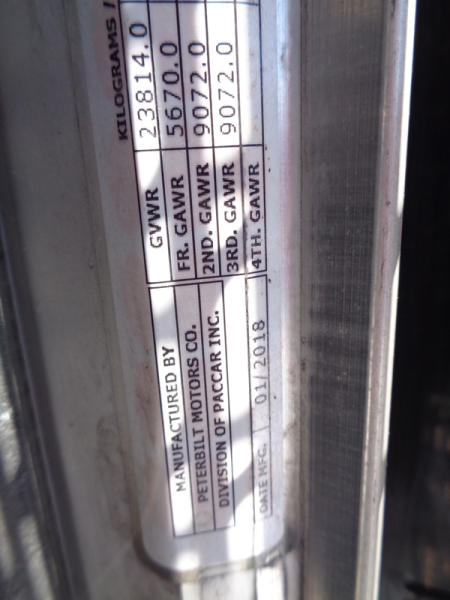 MANUFACTURED BY
PETERBILT MOTORS CO.
DIVISION OF PACCAR INC.
DATE MFG. 01/2018
KILOGRAMS /
GVWR 23814.0
FR. GAWR 5670.0
2ND. GAWR 9072.0
3RD. GAWR 9072.0
4TH. GAWR